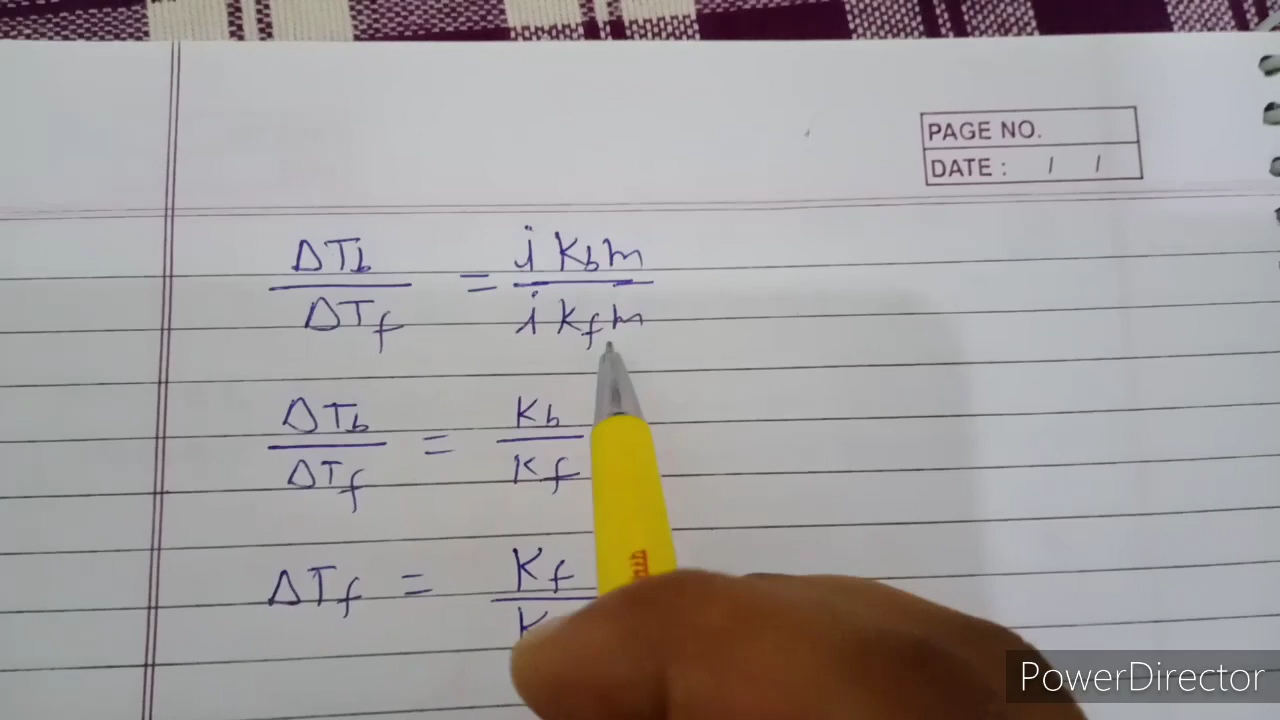 PAGE NO.
DATE : / /
ΔTb / ΔTf = i Kb m / i Kf m
ΔTb / ΔTf = Kb / Kf
ΔTf = Kf / K
PowerDirector